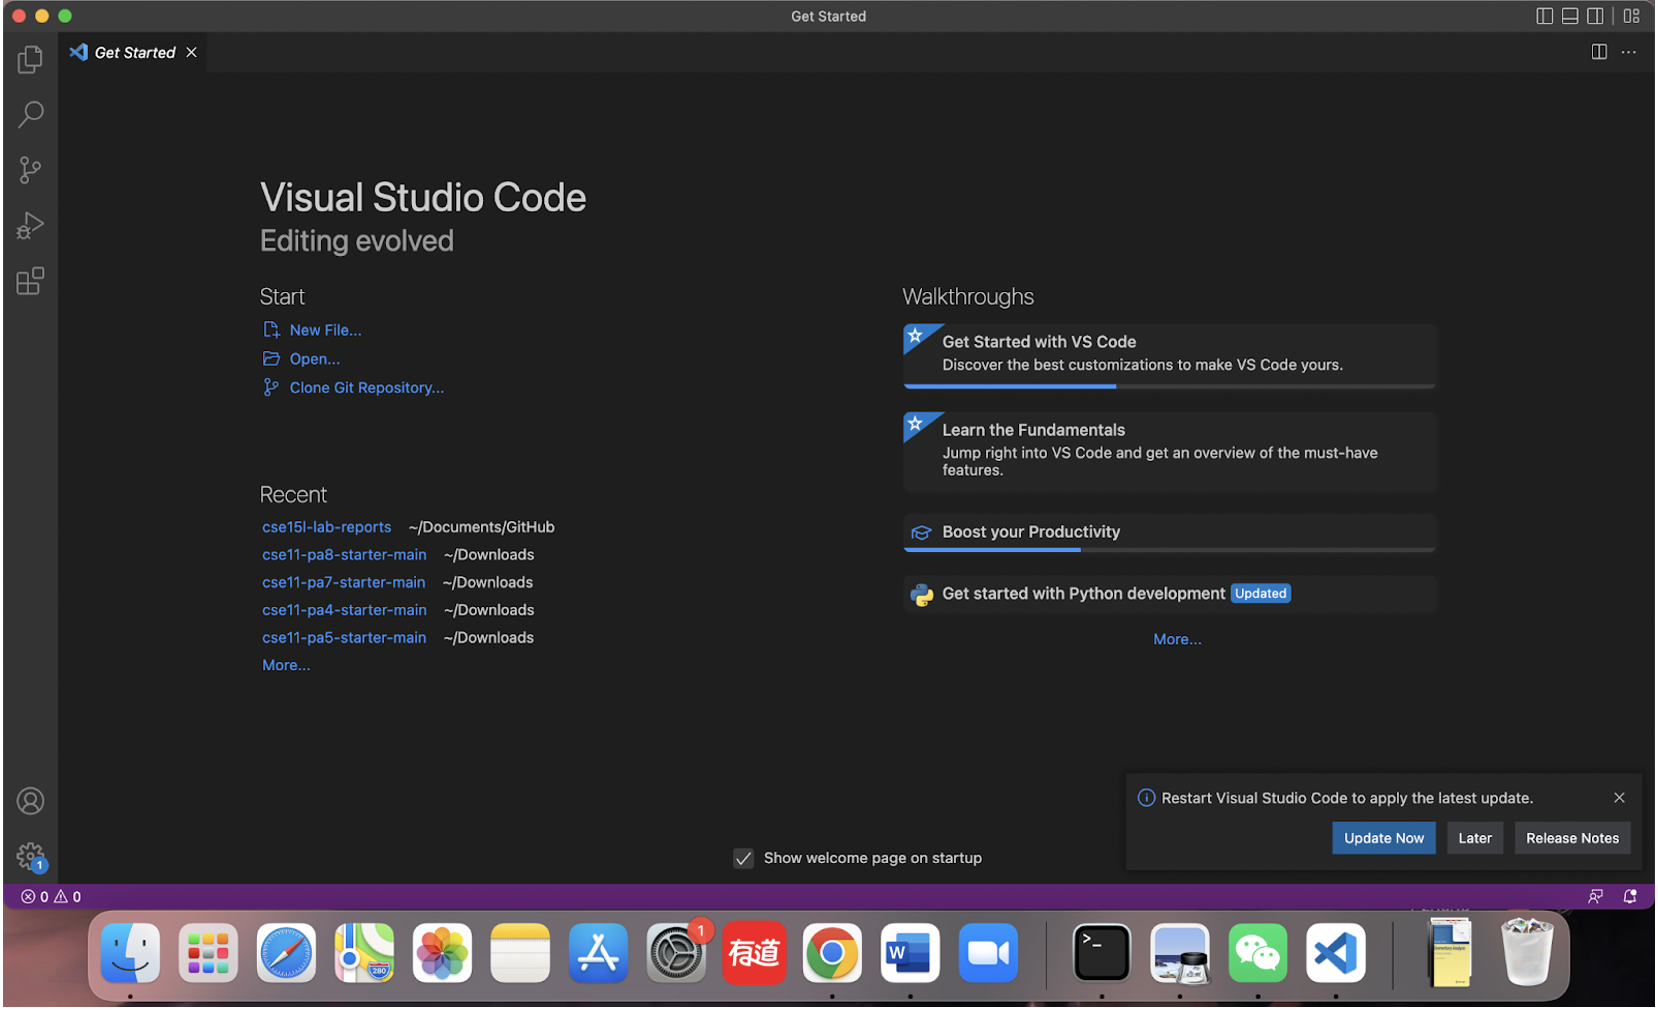 Get Started
Get Started
Visual Studio Code
Editing evolved
Start
New File...
Open...
Clone Git Repository...
Recent
cse15l-lab-reports ~/Documents/GitHub
cse11-pa8-starter-main ~/Downloads
cse11-pa7-starter-main ~/Downloads
cse11-pa4-starter-main ~/Downloads
cse11-pa5-starter-main ~/Downloads
More...
Walkthroughs
Get Started with VS Code
Discover the best customizations to make VS Code yours.
Learn the Fundamentals
Jump right into VS Code and get an overview of the must-have
features.
Boost your Productivity
Get started with Python development Updated
More...
Restart Visual Studio Code to apply the latest update.
Update Now Later Release Notes
Show welcome page on startup
1
0 0
280
1
有道
W
>_